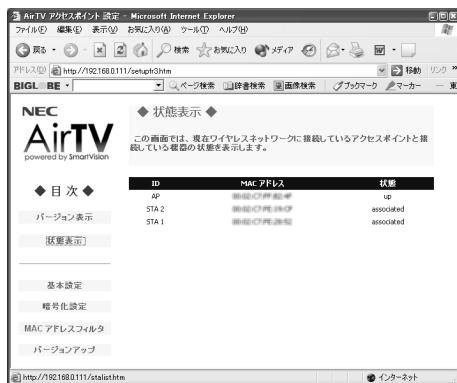 AirTV アクセスポイント 設定 - Microsoft Internet Explorer
ファイル(F) 編集(E) 表示(V) お気に入り(A) ツール(T) ヘルプ(H)
戻る 検索 お気に入り メディア
アドレス(D) http://192.168.0.111/setupfr3.htm 移動 リンク »
BIGLOBE ページ検索 辞書検索 画像検索 ブックマーク マーカー 東
NEC
AirTV
powered by SmartVision
◆ 目 次 ◆
バージョン表示
状態表示
基本設定
暗号化設定
MAC アドレスフィルタ
バージョンアップ
◆ 状態表示 ◆
この画面では、現在ワイヤレスネットワークに接続しているアクセスポイントと接
続している機器の状態を表示します。
ID MAC アドレス 状態
AP up
STA 2 associated
STA 1 associated
http://192.168.0.111/stalist.htm インターネット